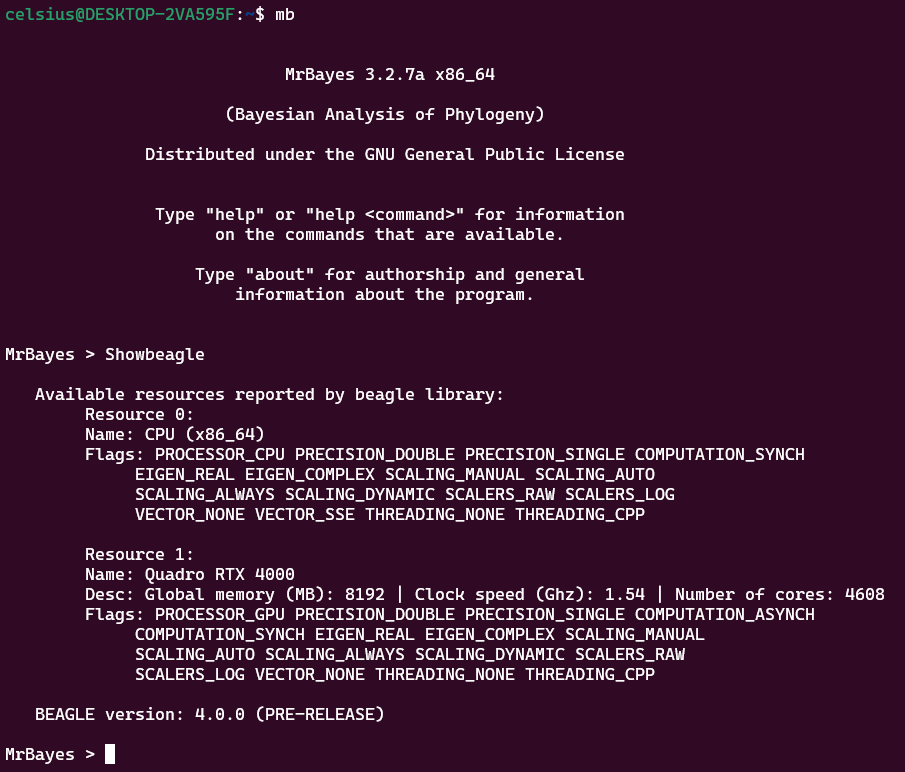 celsius@DESKTOP-2VA595F:~$ mb
MrBayes 3.2.7a x86_64
(Bayesian Analysis of Phylogeny)
Distributed under the GNU General Public License
Type "help" or "help <command>" for information
on the commands that are available.
Type "about" for authorship and general
information about the program.
MrBayes > Showbeagle
Available resources reported by beagle library:
Resource 0:
Name: CPU (x86_64)
Flags: PROCESSOR_CPU PRECISION_DOUBLE PRECISION_SINGLE COMPUTATION_SYNCH
EIGEN_REAL EIGEN_COMPLEX SCALING_MANUAL SCALING_AUTO
SCALING_ALWAYS SCALING_DYNAMIC SCALERS_RAW SCALERS_LOG
VECTOR_NONE VECTOR_SSE THREADING_NONE THREADING_CPP
Resource 1:
Name: Quadro RTX 4000
Desc: Global memory (MB): 8192 | Clock speed (Ghz): 1.54 | Number of cores: 4608
Flags: PROCESSOR_GPU PRECISION_DOUBLE PRECISION_SINGLE COMPUTATION_ASYNCH
COMPUTATION_SYNCH EIGEN_REAL EIGEN_COMPLEX SCALING_MANUAL
SCALING_AUTO SCALING_ALWAYS SCALING_DYNAMIC SCALERS_RAW
SCALERS_LOG VECTOR_NONE THREADING_NONE THREADING_CPP
BEAGLE version: 4.0.0 (PRE-RELEASE)
MrBayes >